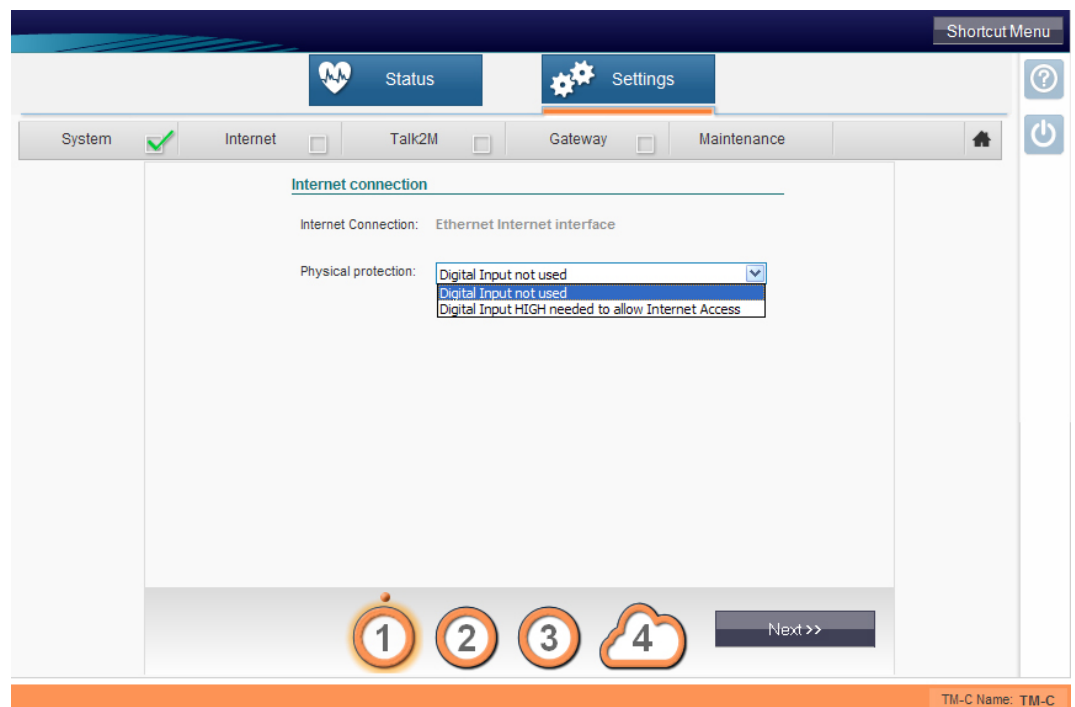 Shortcut Menu
Status
Settings
System
Internet
Talk2M
Gateway
Maintenance
Internet connection
Internet Connection: Ethernet Internet interface
Physical protection: Digital Input not used
Digital Input not used
Digital Input HIGH needed to allow Internet Access
1
2
3
4
Next >>
TM-C Name: TM-C